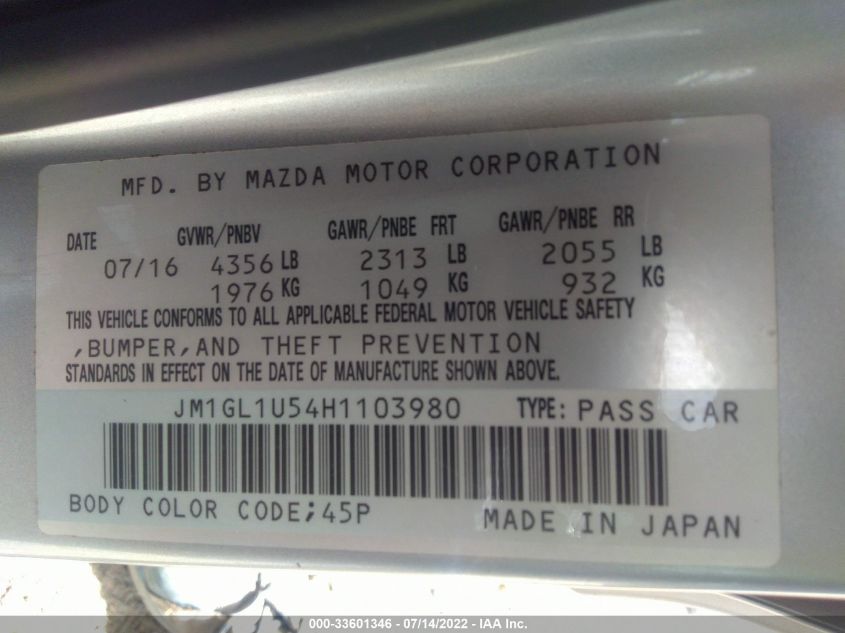 MFD. BY MAZDA MOTOR CORPORATION
DATE GVWR/PNBV GAWR/PNBE FRT GAWR/PNBE RR
07/16 4356 LB 2313 LB 2055 LB
1976 KG 1049 KG 932 KG
THIS VEHICLE CONFORMS TO ALL APPLICABLE FEDERAL MOTOR VEHICLE SAFETY
,BUMPER,AND THEFT PREVENTION
STANDARDS IN EFFECT ON THE DATE OF MANUFACTURE SHOWN ABOVE.
JM1GL1U54H1103980 TYPE: PASS CAR
BODY COLOR CODE;45P MADE IN JAPAN
000-33601346 - 07/14/2022 - IAA Inc.